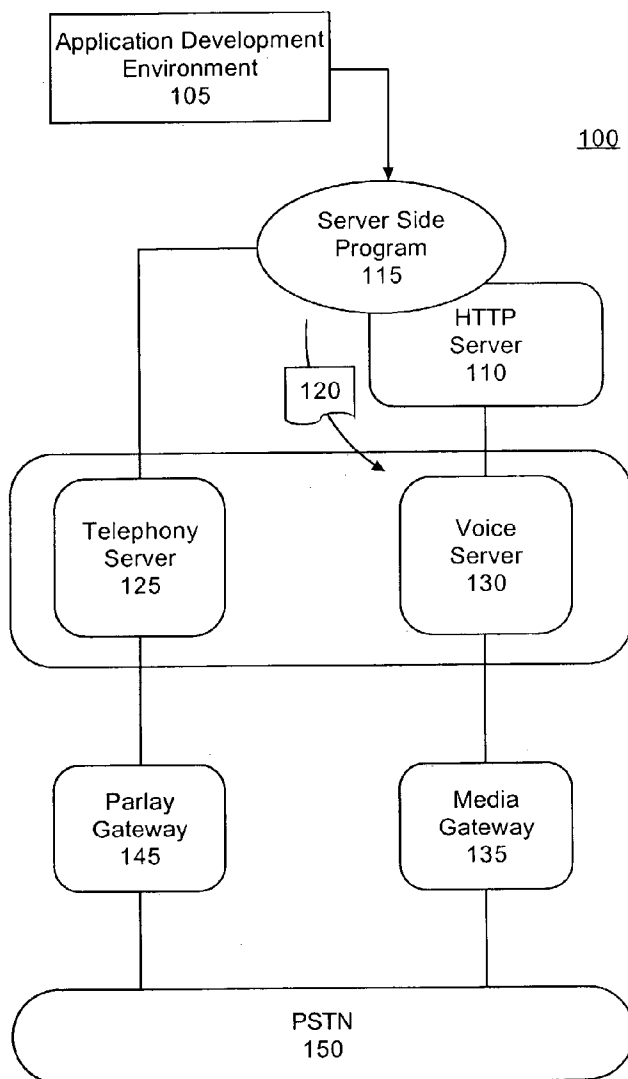 Application Development
Environment
105
100
Server Side
Program
115
HTTP
Server
110
120
Telephony
Server
125
Voice
Server
130
Parlay
Gateway
145
Media
Gateway
135
PSTN
150